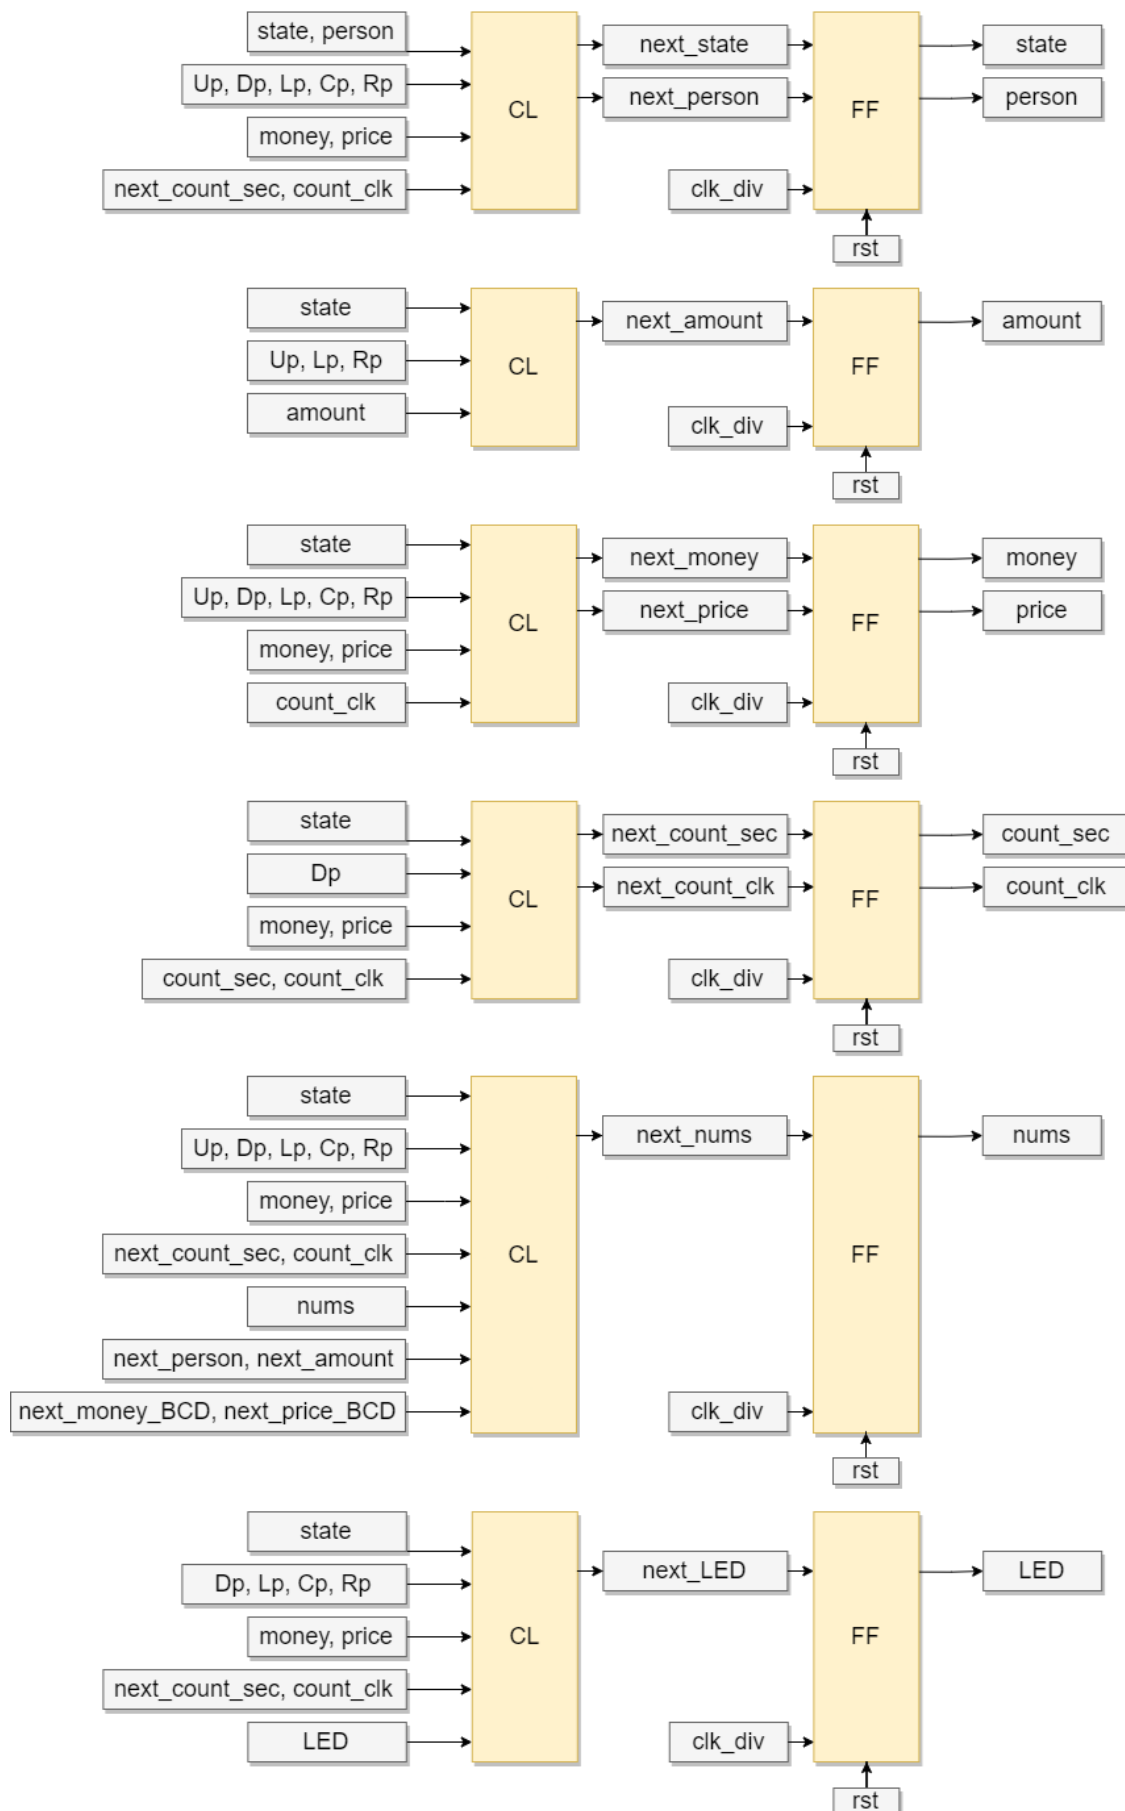 state, person
Up, Dp, Lp, Cp, Rp
money, price
next_count_sec, count_clk
CL
next_state
next_person
clk_div
FF
rst
state
person
state
Up, Lp, Rp
amount
CL
next_amount
clk_div
FF
rst
amount
state
Up, Dp, Lp, Cp, Rp
money, price
count_clk
CL
next_money
next_price
clk_div
FF
rst
money
price
state
Dp
money, price
count_sec, count_clk
CL
next_count_sec
next_count_clk
clk_div
FF
rst
count_sec
count_clk
state
Up, Dp, Lp, Cp, Rp
money, price
next_count_sec, count_clk
nums
next_person, next_amount
next_money_BCD, next_price_BCD
CL
next_nums
clk_div
FF
rst
nums
state
Dp, Lp, Cp, Rp
money, price
next_count_sec, count_clk
LED
CL
next_LED
clk_div
FF
rst
LED